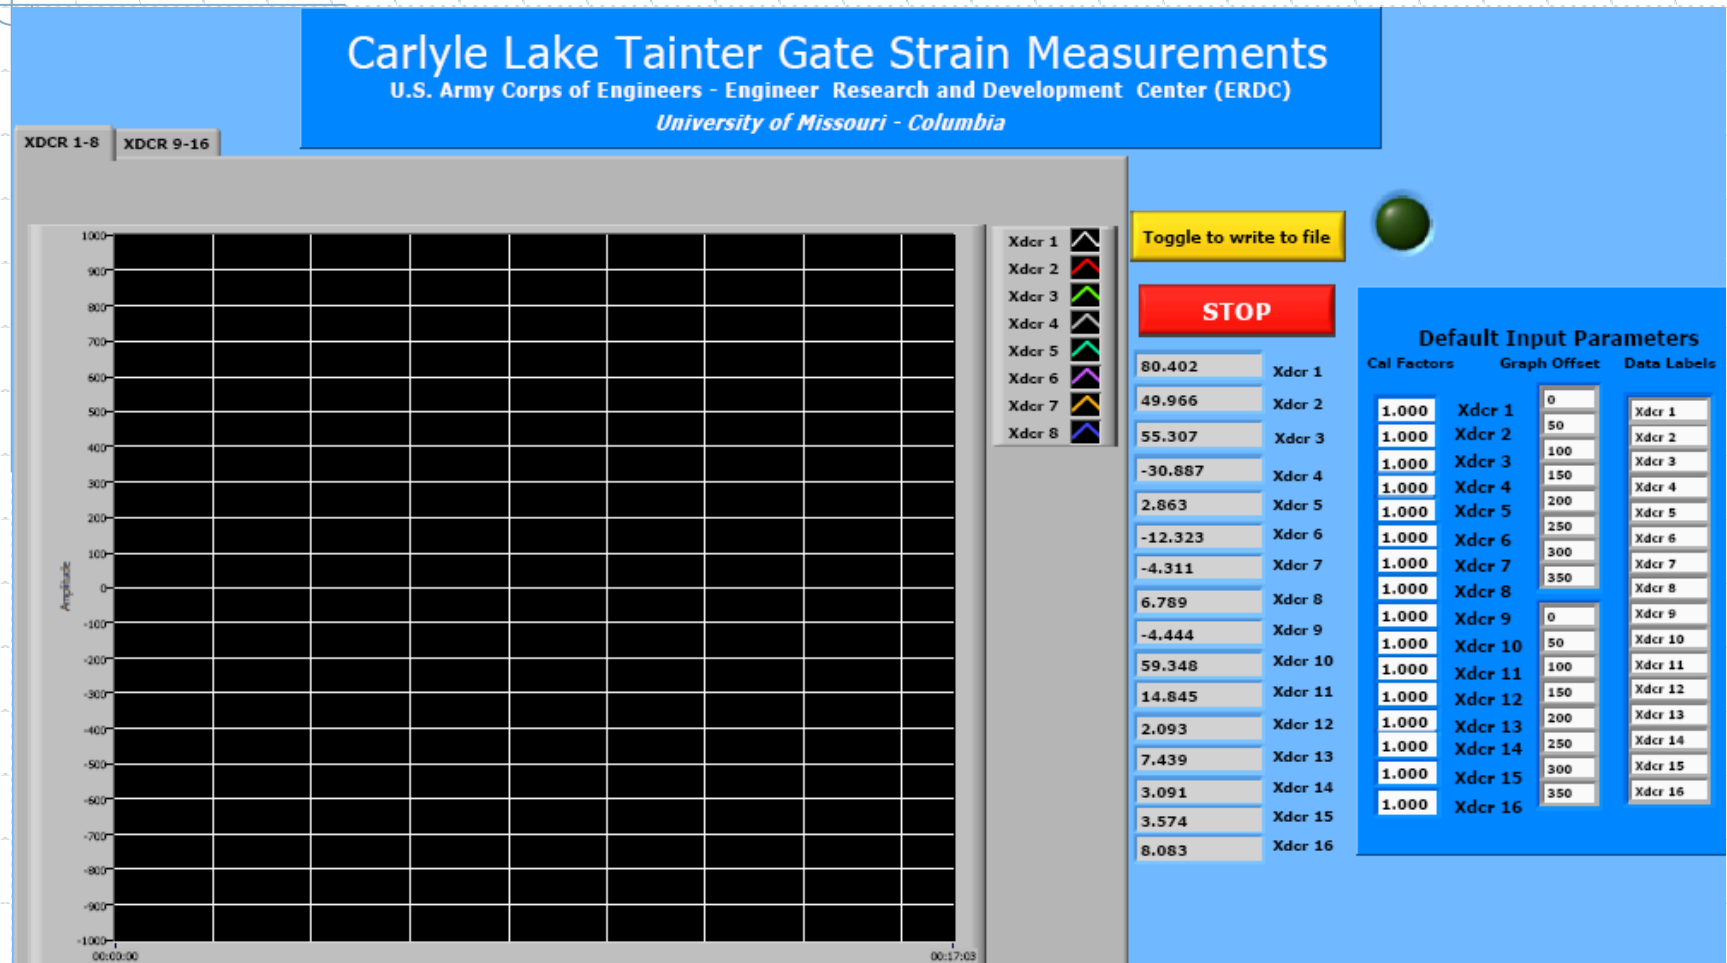 Carlyle Lake Tainter Gate Strain Measurements
U.S. Army Corps of Engineers - Engineer Research and Development Center (ERDC)
University of Missouri - Columbia
XDCR 1-8
XDCR 9-16
Amplitude
1000
900
800
700
600
500
400
300
200
100
0
-100
-200
-300
-400
-500
-600
-700
-800
-900
-1000
00:00:00
00:17:03
Xdcr 1
Xdcr 2
Xdcr 3
Xdcr 4
Xdcr 5
Xdcr 6
Xdcr 7
Xdcr 8
Toggle to write to file
STOP
80.402 Xdcr 1
49.966 Xdcr 2
55.307 Xdcr 3
-30.887 Xdcr 4
2.863 Xdcr 5
-12.323 Xdcr 6
-4.311 Xdcr 7
6.789 Xdcr 8
-4.444 Xdcr 9
59.348 Xdcr 10
14.845 Xdcr 11
2.093 Xdcr 12
7.439 Xdcr 13
3.091 Xdcr 14
3.574 Xdcr 15
8.083 Xdcr 16
Default Input Parameters
Cal Factors Graph Offset Data Labels
1.000 Xdcr 1 0 Xdcr 1
1.000 Xdcr 2 50 Xdcr 2
1.000 Xdcr 3 100 Xdcr 3
1.000 Xdcr 4 150 Xdcr 4
1.000 Xdcr 5 200 Xdcr 5
1.000 Xdcr 6 250 Xdcr 6
1.000 Xdcr 7 300 Xdcr 7
1.000 Xdcr 8 350 Xdcr 8
1.000 Xdcr 9 0 Xdcr 9
1.000 Xdcr 10 50 Xdcr 10
1.000 Xdcr 11 100 Xdcr 11
1.000 Xdcr 12 150 Xdcr 12
1.000 Xdcr 13 200 Xdcr 13
1.000 Xdcr 14 250 Xdcr 14
1.000 Xdcr 15 300 Xdcr 15
1.000 Xdcr 16 350 Xdcr 16